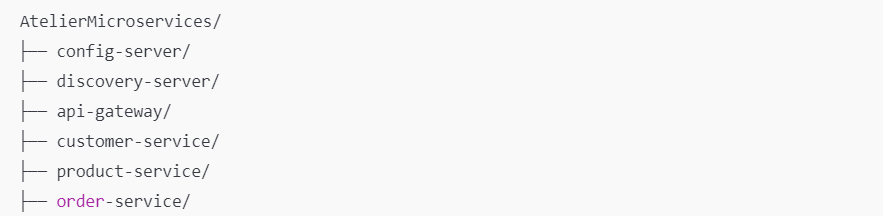 AtelierMicroservices/
├── config-server/
├── discovery-server/
├── api-gateway/
├── customer-service/
├── product-service/
├── order-service/